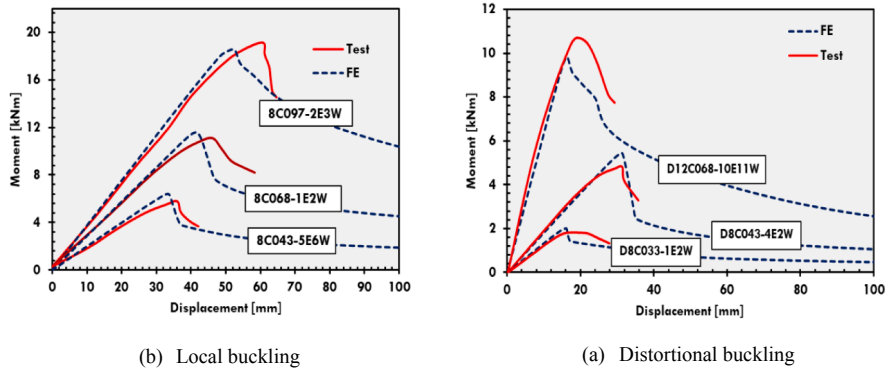 20
16
12
8
4
0
Moment [kNm]
0 10 20 30 40 50 60 70 80 90 100
Displacement [mm]
Test
FE
8C097-2E3W
8C068-1E2W
8C043-5E6W
(b) Local buckling
12
10
8
6
4
2
0
Moment [kNm]
0 20 40 60 80 100
Displacement [mm]
FE
Test
D12C068-10E11W
D8C043-4E2W
D8C033-1E2W
(a) Distortional buckling